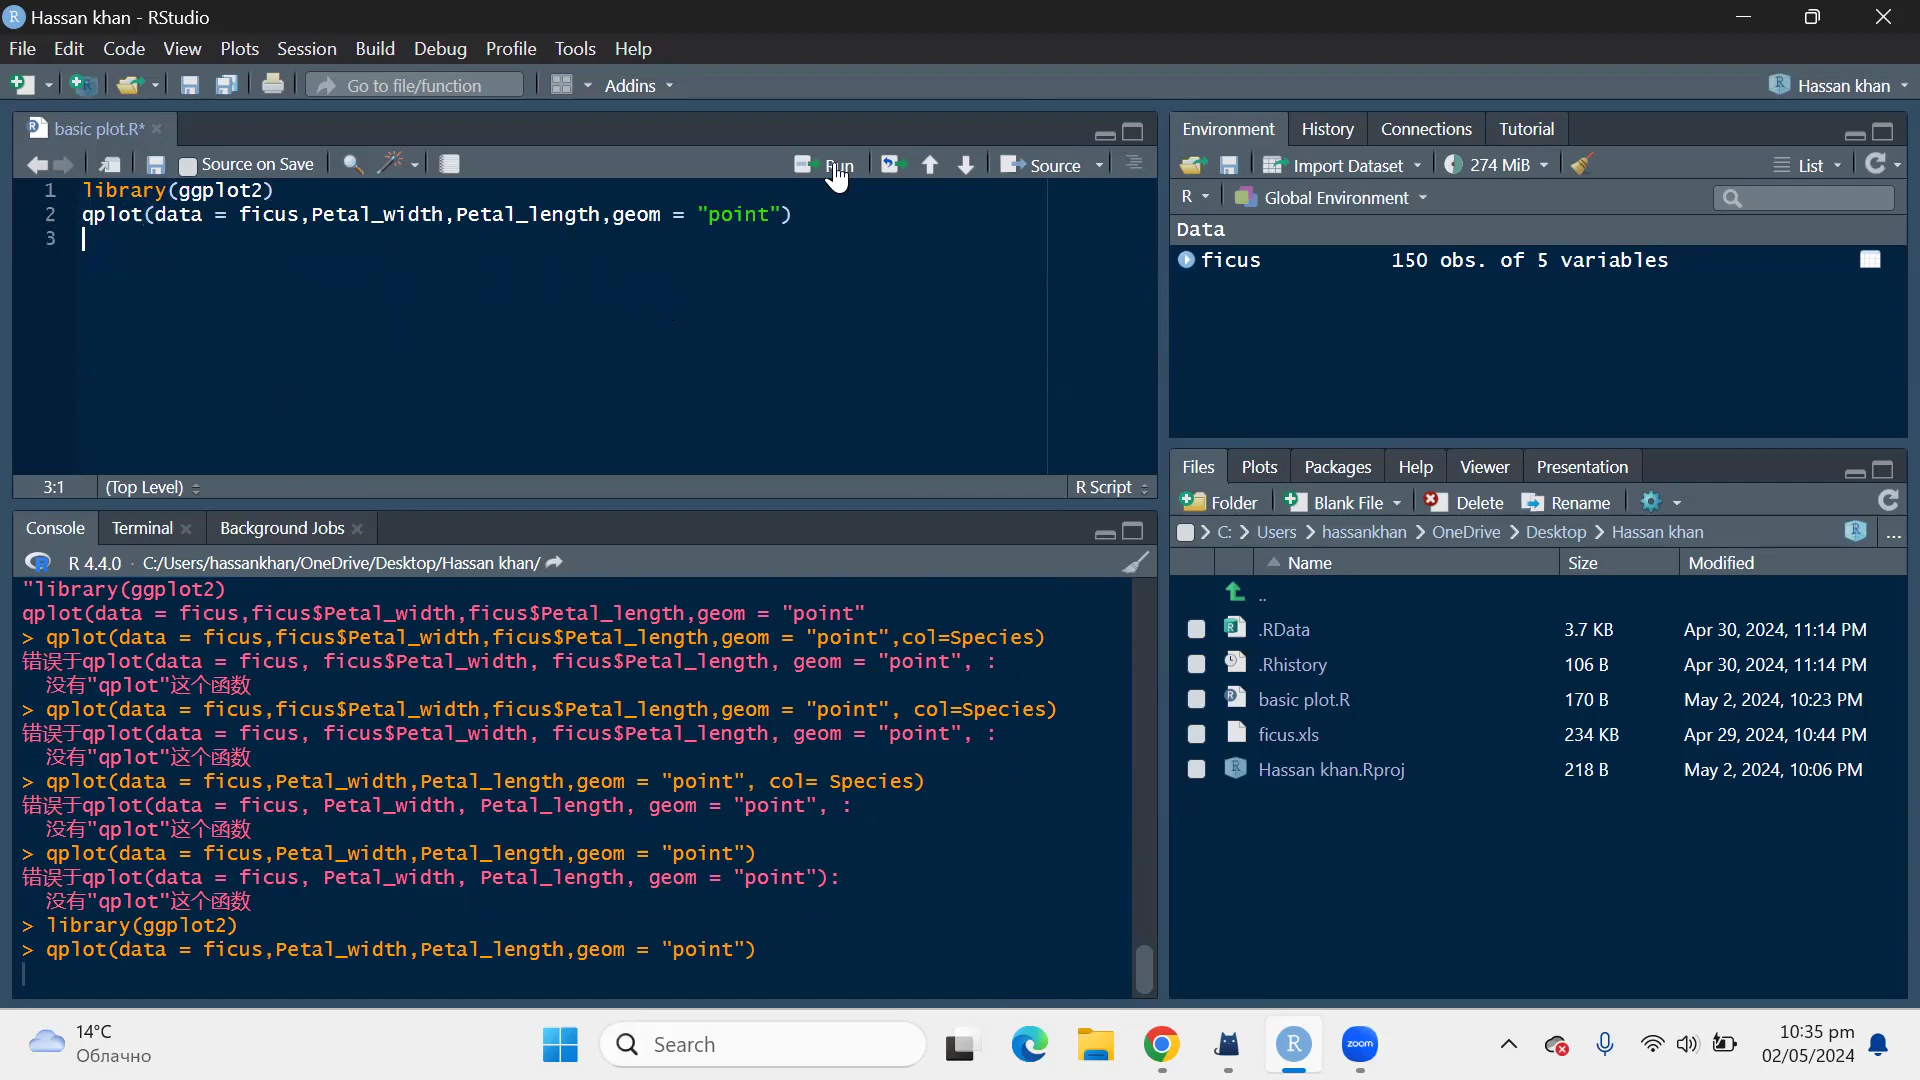 Hassan khan - RStudio
File Edit Code View Plots Session Build Debug Profile Tools Help
Go to file/function Addins Hassan khan
basic plot.R*
Source on Save Run Source
1 library(ggplot2)
2 qplot(data = ficus,Petal_width,Petal_length,geom = "point")
3
3:1 (Top Level) R Script
Console Terminal Background Jobs
R 4.4.0 · C:/Users/hassankhan/OneDrive/Desktop/Hassan khan/
"library(ggplot2)
qplot(data = ficus,ficus$Petal_width,ficus$Petal_length,geom = "point"
> qplot(data = ficus,ficus$Petal_width,ficus$Petal_length,geom = "point",col=Species)
错误于qplot(data = ficus, ficus$Petal_width, ficus$Petal_length, geom = "point", :
没有"qplot"这个函数
> qplot(data = ficus,ficus$Petal_width,ficus$Petal_length,geom = "point", col=Species)
错误于qplot(data = ficus, ficus$Petal_width, ficus$Petal_length, geom = "point", :
没有"qplot"这个函数
> qplot(data = ficus,Petal_width,Petal_length,geom = "point", col= Species)
错误于qplot(data = ficus, Petal_width, Petal_length, geom = "point", :
没有"qplot"这个函数
> qplot(data = ficus,Petal_width,Petal_length,geom = "point")
错误于qplot(data = ficus, Petal_width, Petal_length, geom = "point"):
没有"qplot"这个函数
> library(ggplot2)
> qplot(data = ficus,Petal_width,Petal_length,geom = "point")
Environment History Connections Tutorial
Import Dataset 274 MiB List
R Global Environment
Data
ficus 150 obs. of 5 variables
Files Plots Packages Help Viewer Presentation
Folder Blank File Delete Rename
C: > Users > hassankhan > OneDrive > Desktop > Hassan khan ...
Name Size Modified
..
.RData 3.7 KB Apr 30, 2024, 11:14 PM
.Rhistory 106 B Apr 30, 2024, 11:14 PM
basic plot.R 170 B May 2, 2024, 10:23 PM
ficus.xls 234 KB Apr 29, 2024, 10:44 PM
Hassan khan.Rproj 218 B May 2, 2024, 10:06 PM
14°C
Облачно
Search
zoom
10:35 pm
02/05/2024